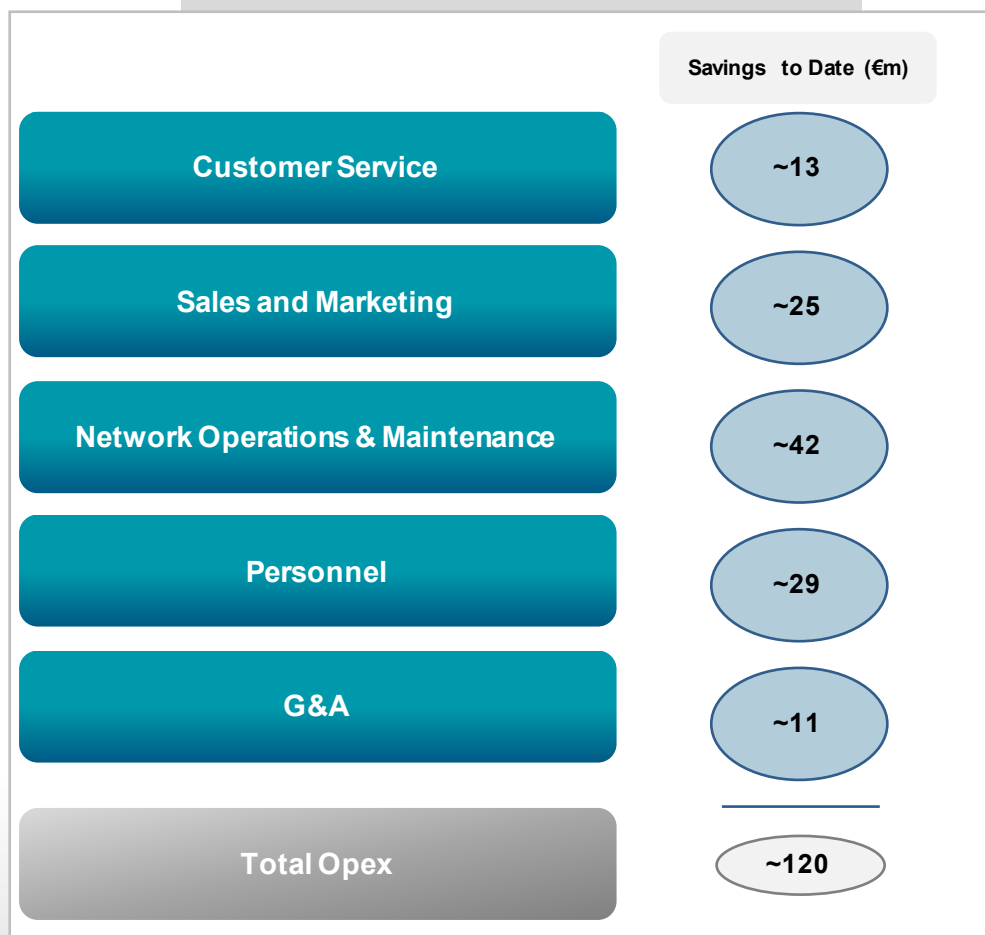 Savings to Date (€m)
Customer Service
~13
Sales and Marketing
~25
Network Operations & Maintenance
~42
Personnel
~29
G&A
~11
Total Opex
~120